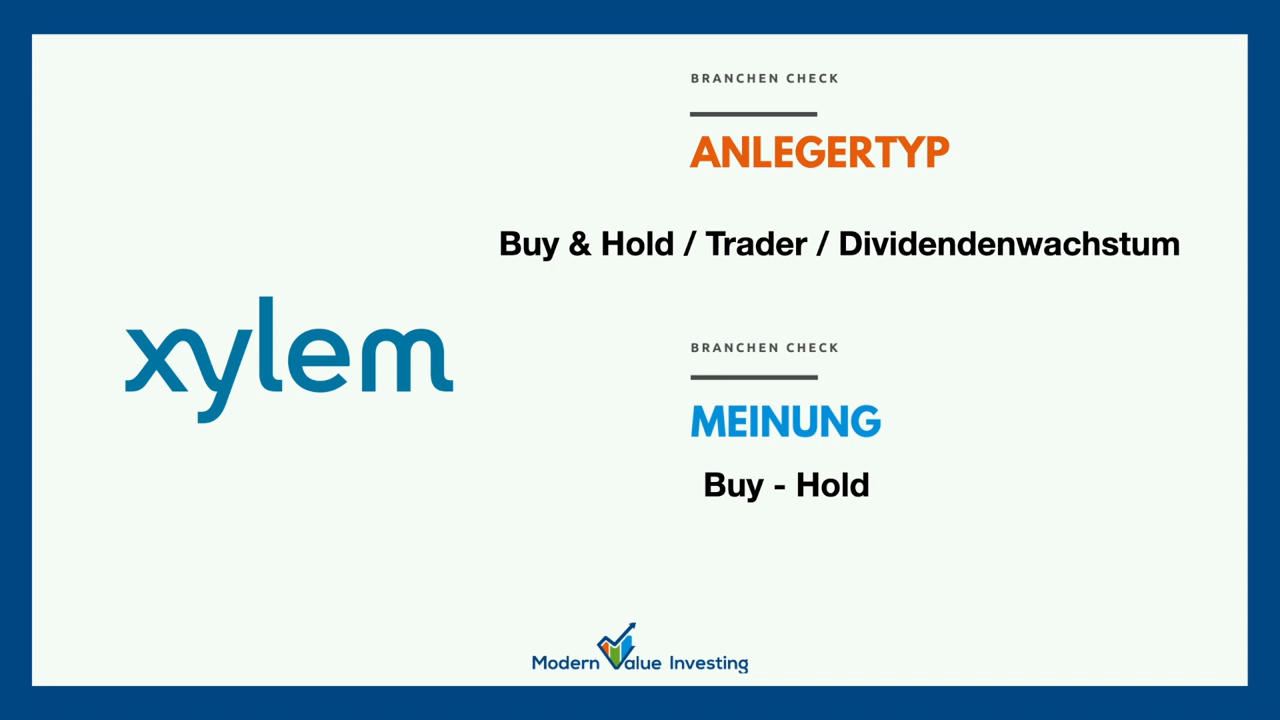 BRANCHEN CHECK
ANLEGERTYP
Buy & Hold / Trader / Dividendenwachstum
xylem
BRANCHEN CHECK
MEINUNG
Buy - Hold
Modern Value Investing